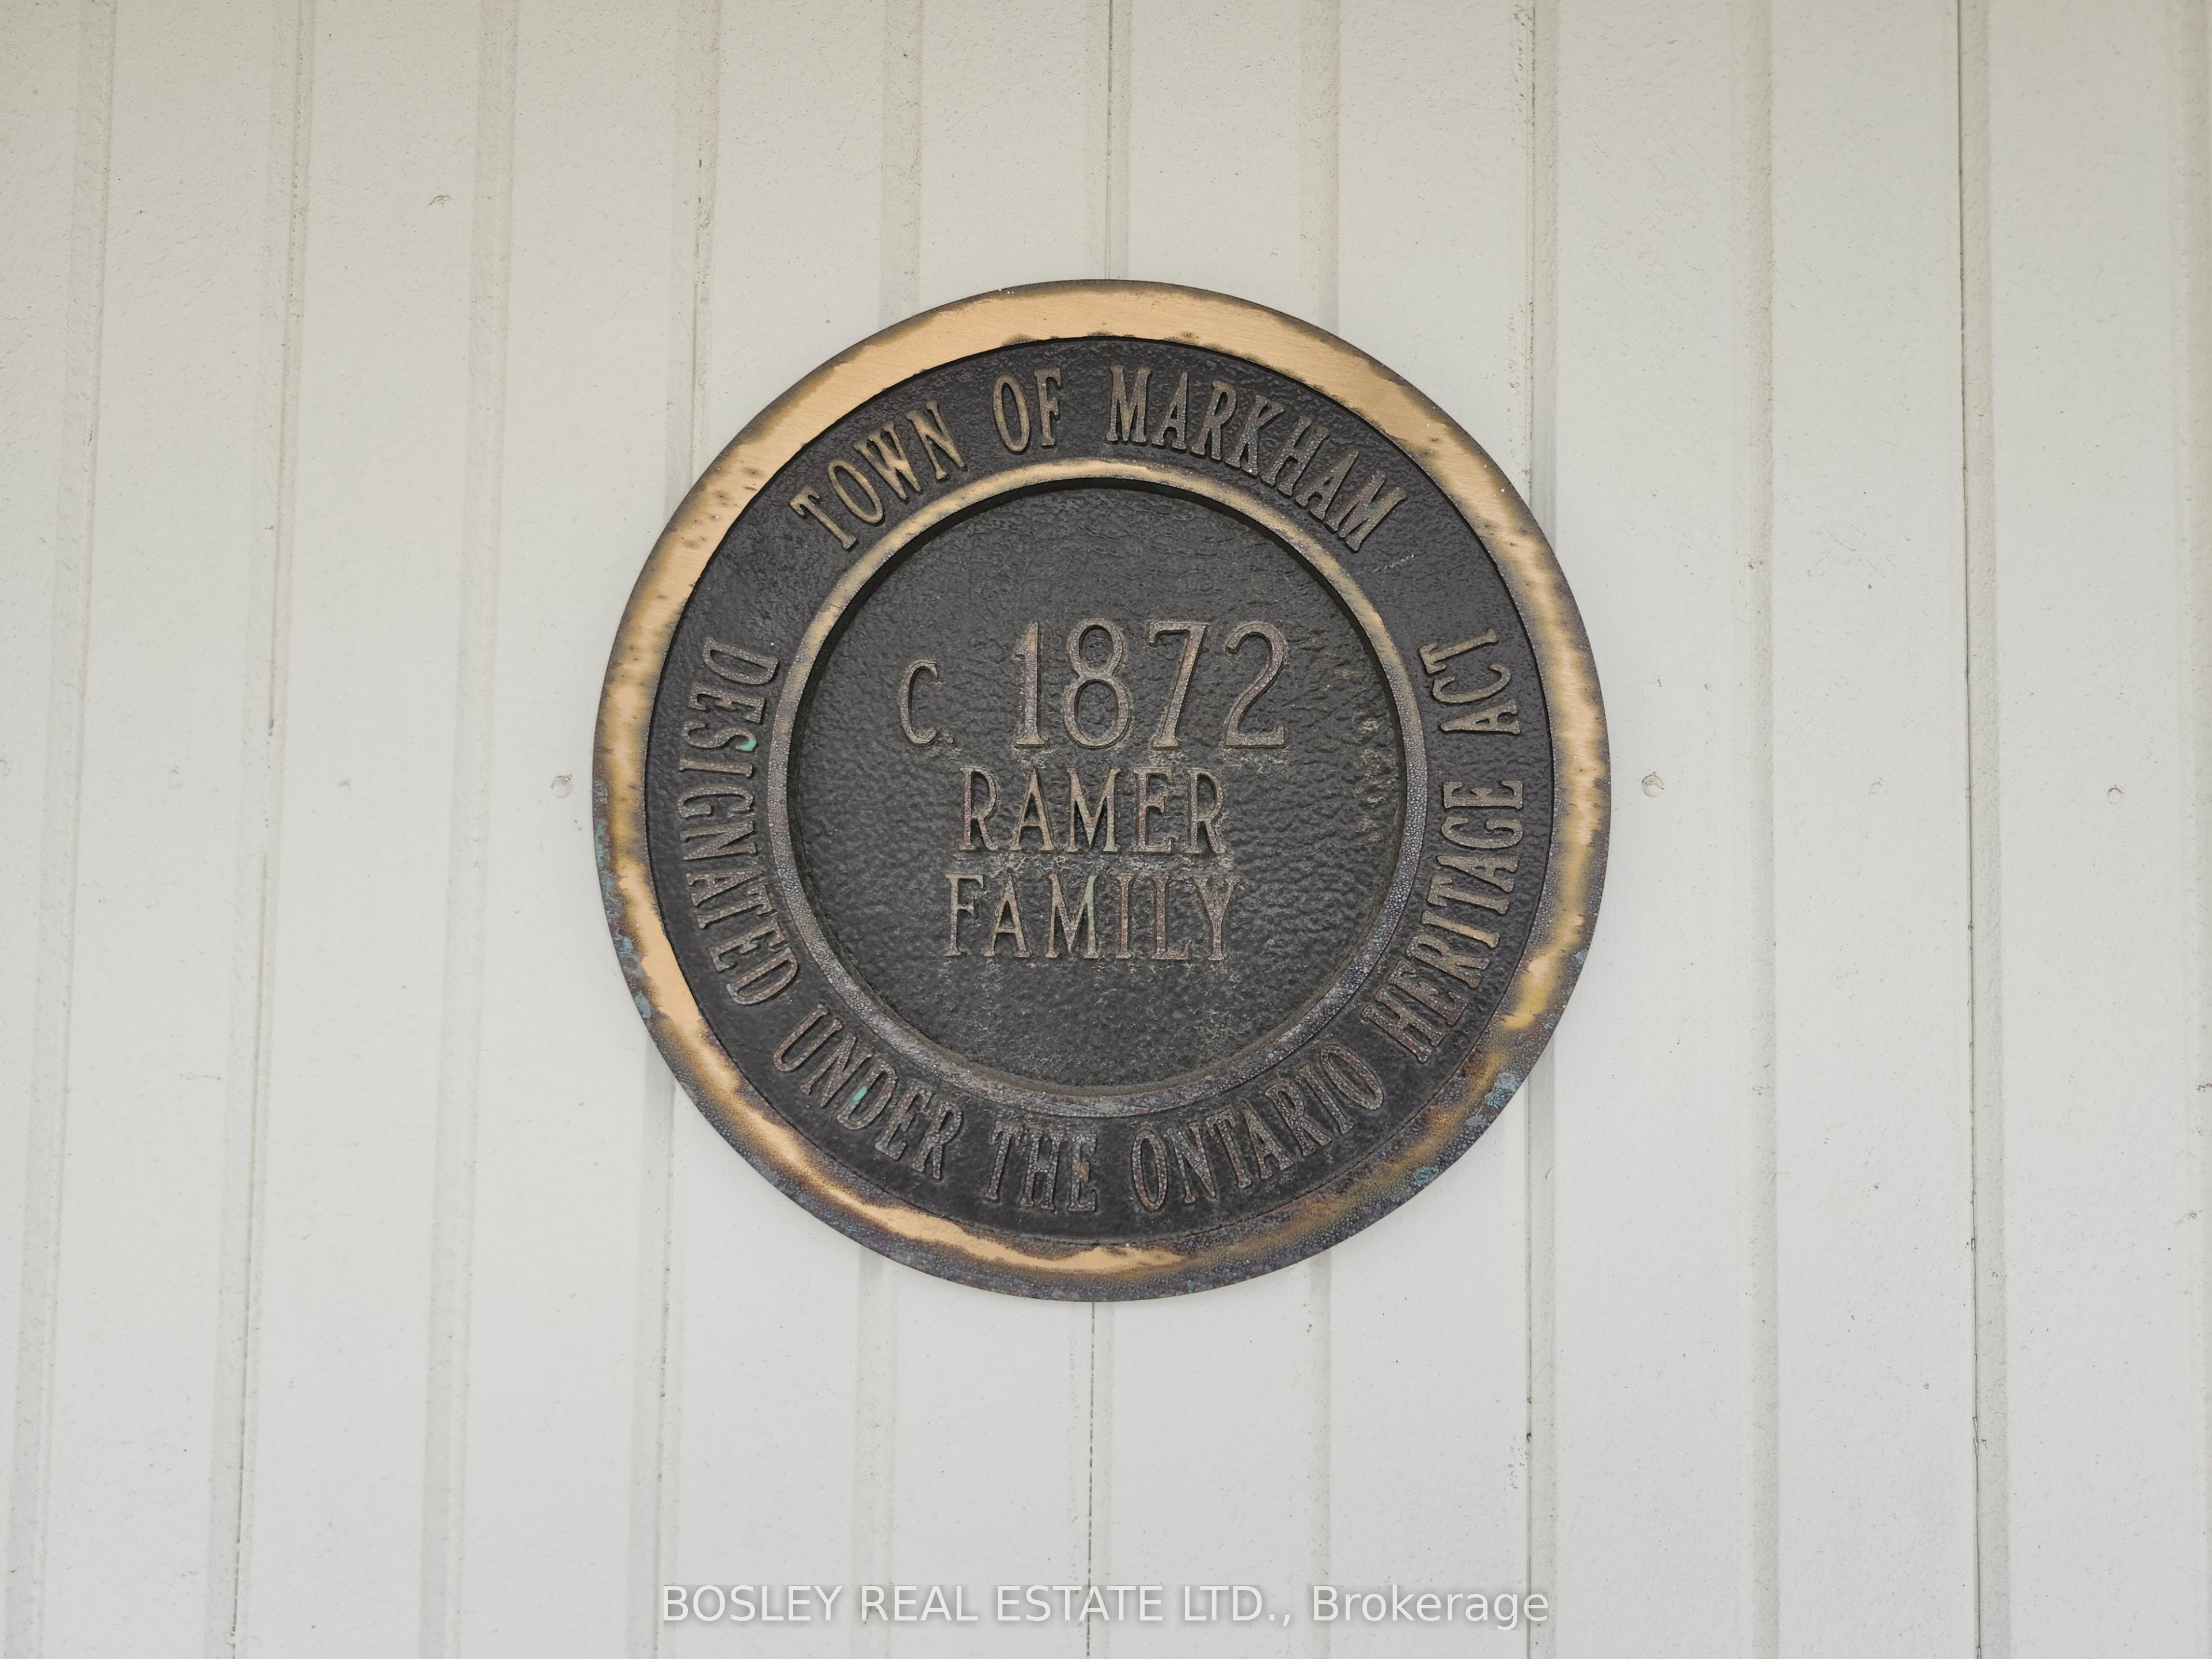 TOWN OF MARKHAM
C. 1872
RAMER
FAMILY
DESIGNATED UNDER THE ONTARIO HERITAGE ACT
BOSLEY REAL ESTATE LTD., Brokerage